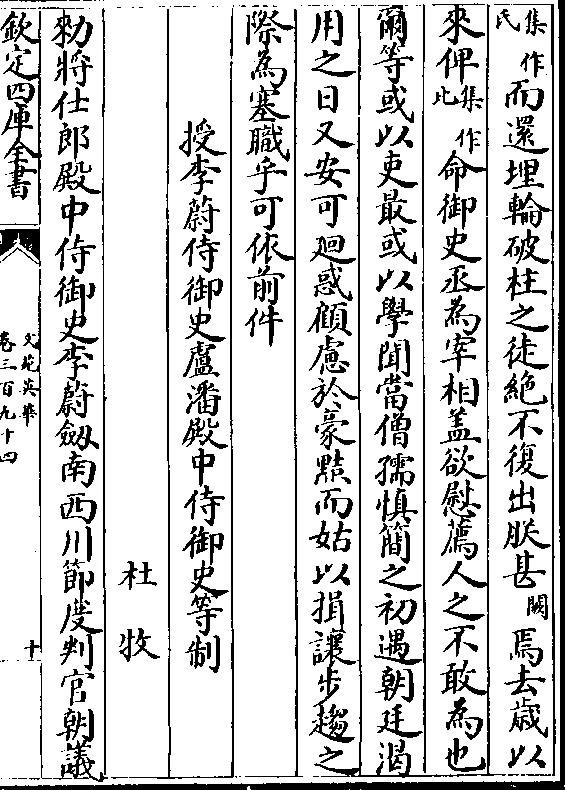 氏集作而還埋輪破柱之徒絶不復出朕甚闕焉去歲以
來俾集作比命御史丞為宰相盖欲慰薦人之不敢為也
爾等或以吏最或以學聞當僧孺慎簡之初遇朝廷渴
用之日又安可廻惑顧慮於豪黠而姑以揖讓步趨之
際為塞職乎可依前件
授李蔚侍御史盧潘殿中侍御史等制
杜牧
勑將仕郎殿中侍御史李蔚劔南西川節度判官朝議
欽定四庫全書
文苑英華
卷三百九十四
十